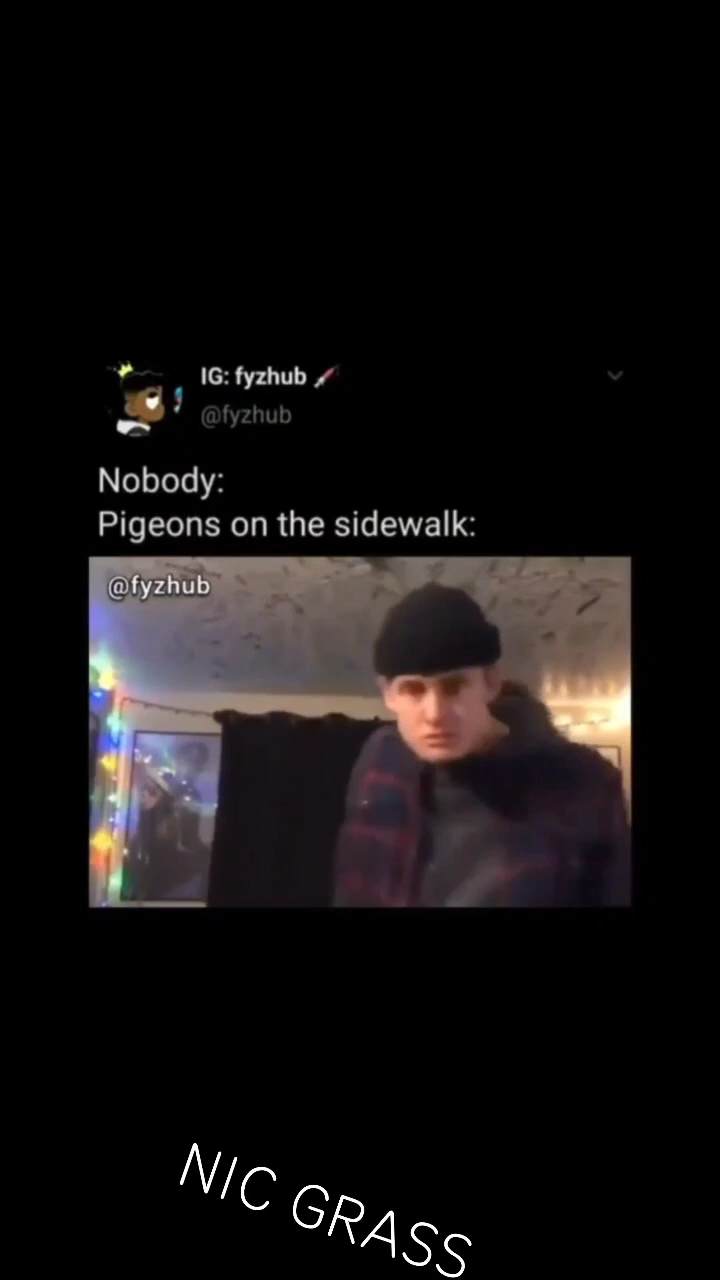 IG: fyzhub 💉
@fyzhub
Nobody:
Pigeons on the sidewalk:
@fyzhub
NIC GRASS